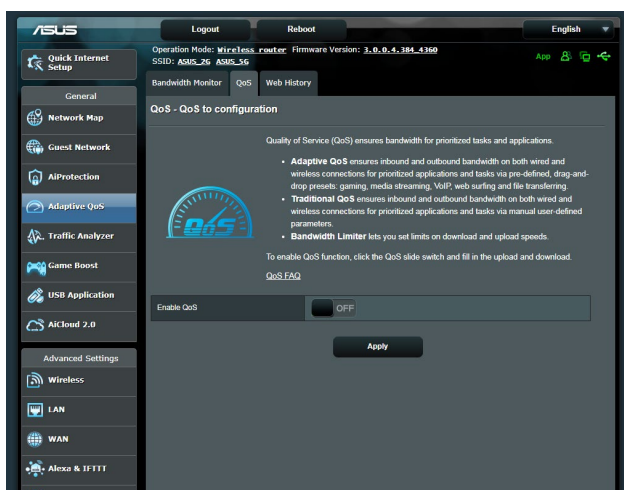 ASUS
Logout
Reboot
English
Quick Internet
Setup
Operation Mode: Wireless router Firmware Version: 3.0.0.4.384_4360
SSID: ASUS_2G ASUS_5G
App
General
Network Map
Guest Network
AiProtection
Adaptive QoS
Traffic Analyzer
Game Boost
USB Application
AiCloud 2.0
Advanced Settings
Wireless
LAN
WAN
Alexa & IFTTT
Bandwidth Monitor
QoS
Web History
QoS - QoS to configuration
QoS
Quality of Service (QoS) ensures bandwidth for prioritized tasks and applications.
• Adaptive QoS ensures inbound and outbound bandwidth on both wired and
wireless connections for prioritized applications and tasks via pre-defined, drag-and-
drop presets: gaming, media streaming, VoIP, web surfing and file transferring.
• Traditional QoS ensures inbound and outbound bandwidth on both wired and
wireless connections for prioritized applications and tasks via manual user-defined
parameters.
• Bandwidth Limiter lets you set limits on download and upload speeds.
To enable QoS function, click the QoS slide switch and fill in the upload and download.
QoS FAQ
Enable QoS
OFF
Apply